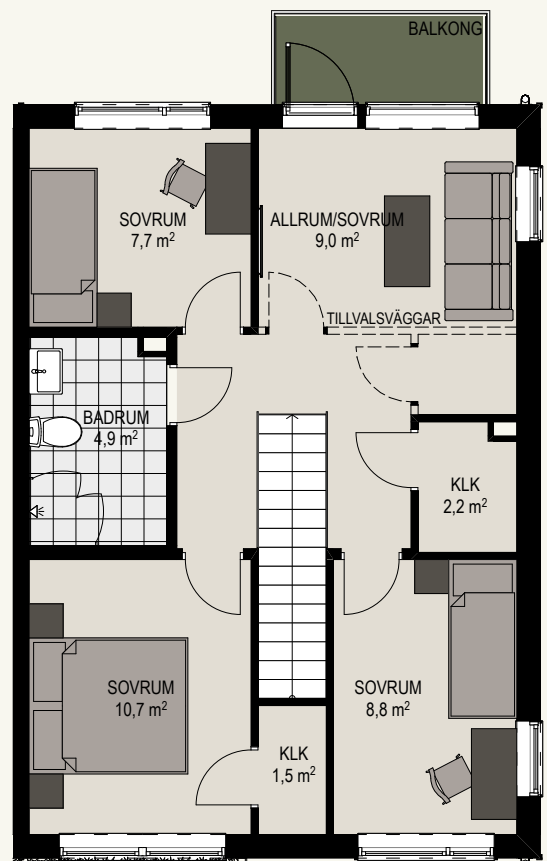 BALKONG
SOVRUM
7,7 m²
ALLRUM/SOVRUM
9,0 m²
TILLVALSVÄGGAR
BADRUM
4,9 m²
KLK
2,2 m²
SOVRUM
10,7 m²
SOVRUM
8,8 m²
KLK
1,5 m²